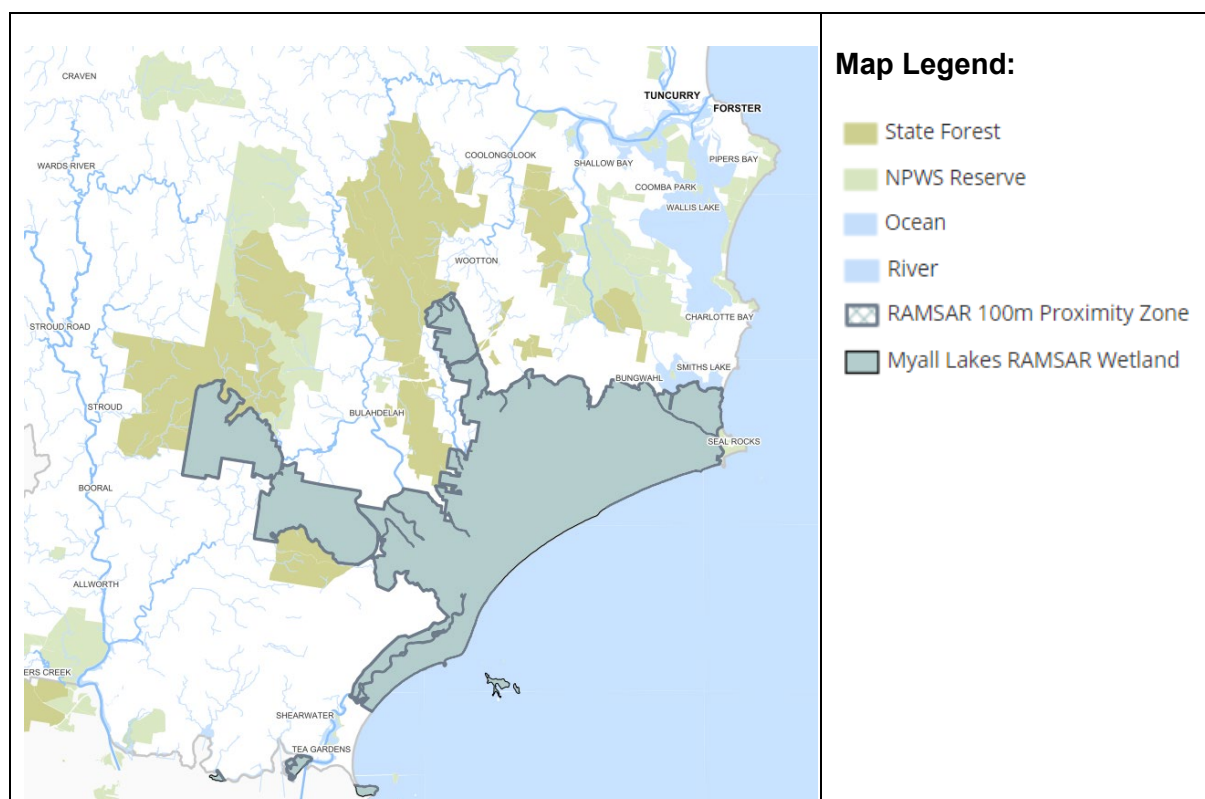 CRAVEN
TUNCURRY
FORSTER
WARDS RIVER
COOLONGOLOOK
SHALLOW BAY
PIPERS BAY
COOMBA PARK
WALLIS LAKE
WOOTTON
CHARLOTTE BAY
STROUD ROAD
SMITHS LAKE
BUNGWAHL
STROUD
BULAHDELAH
SEAL ROCKS
BOORAL
ALLWORTH
ERS CREEK
SHEARWATER
TEA GARDENS
Map Legend:
State Forest
NPWS Reserve
Ocean
River
RAMSAR 100m Proximity Zone
Myall Lakes RAMSAR Wetland